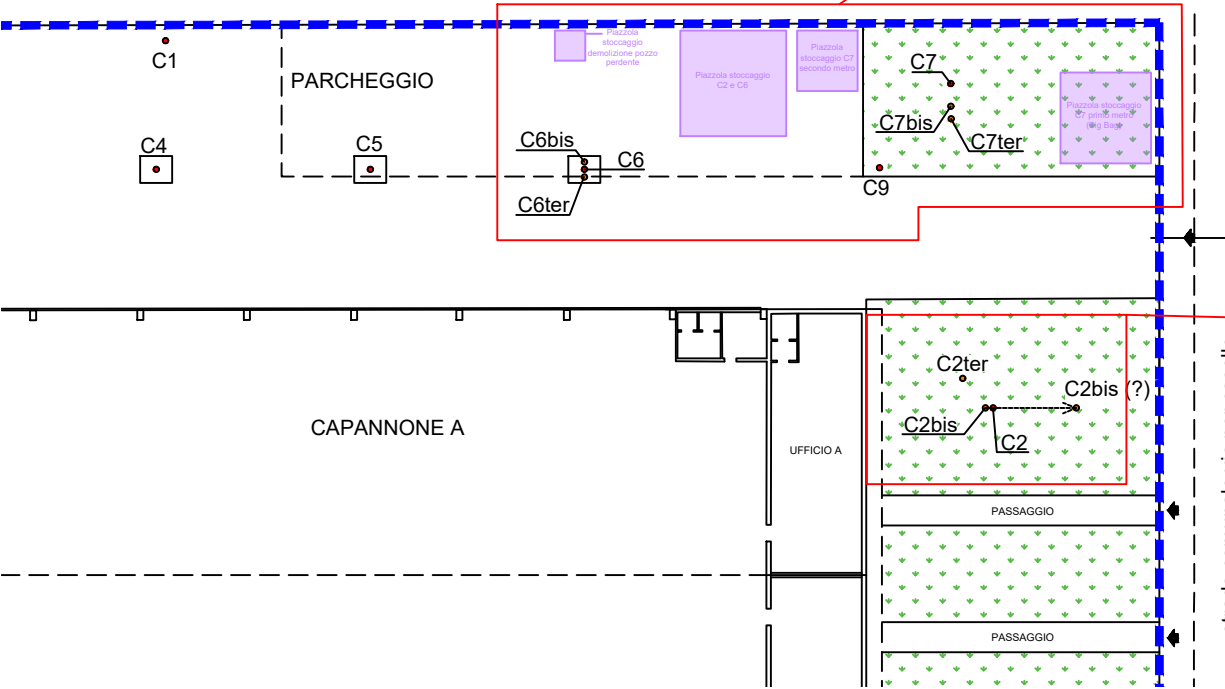 C1
PARCHEGGIO
Piazzola
stoccaggio
demolizione pozzo
perdente
Piazzola stoccaggio
C2 e C6
Piazzola
stoccaggio C7
secondo metro
C7
C7bis
C7ter
Piazzola stoccaggio
C7 primo metro
(Big Bag)
C4
C5
C6bis
C6
C6ter
C9
CAPANNONE A
UFFICIO A
C2ter
C2bis (?)
C2bis
C2
PASSAGGIO
PASSAGGIO